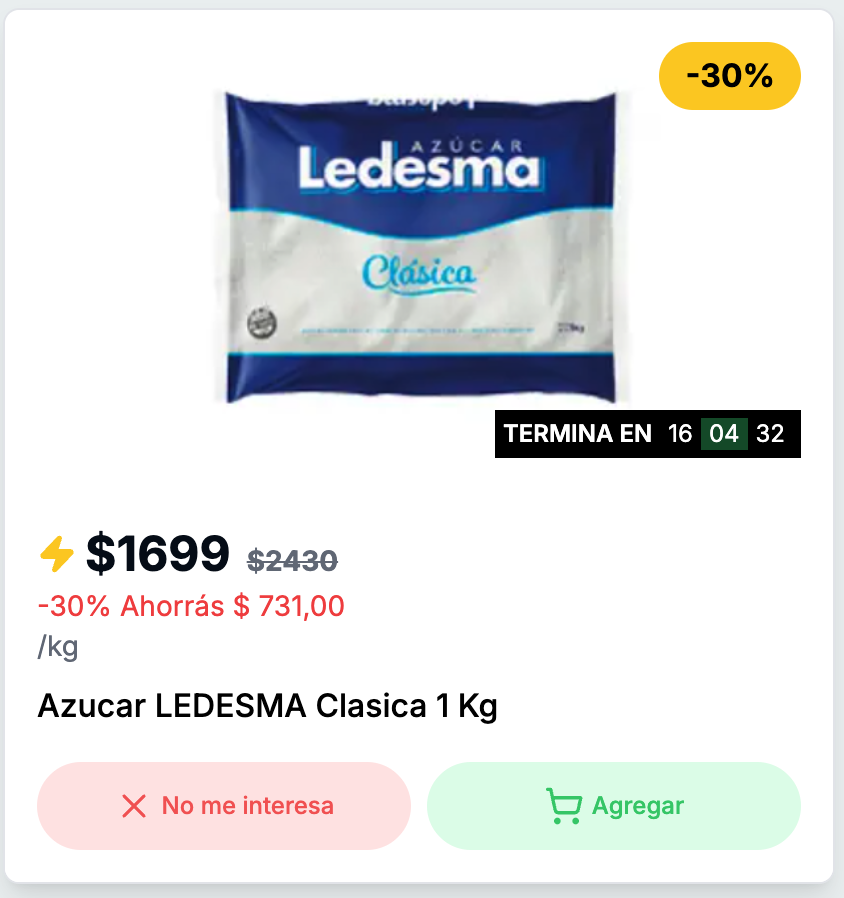 -30%
AZÚCAR
Ledesma
Clásica
TERMINA EN 16 04 32
$1699 $2430
-30% Ahorrás $ 731,00
/kg
Azucar LEDESMA Clasica 1 Kg
No me interesa
Agregar